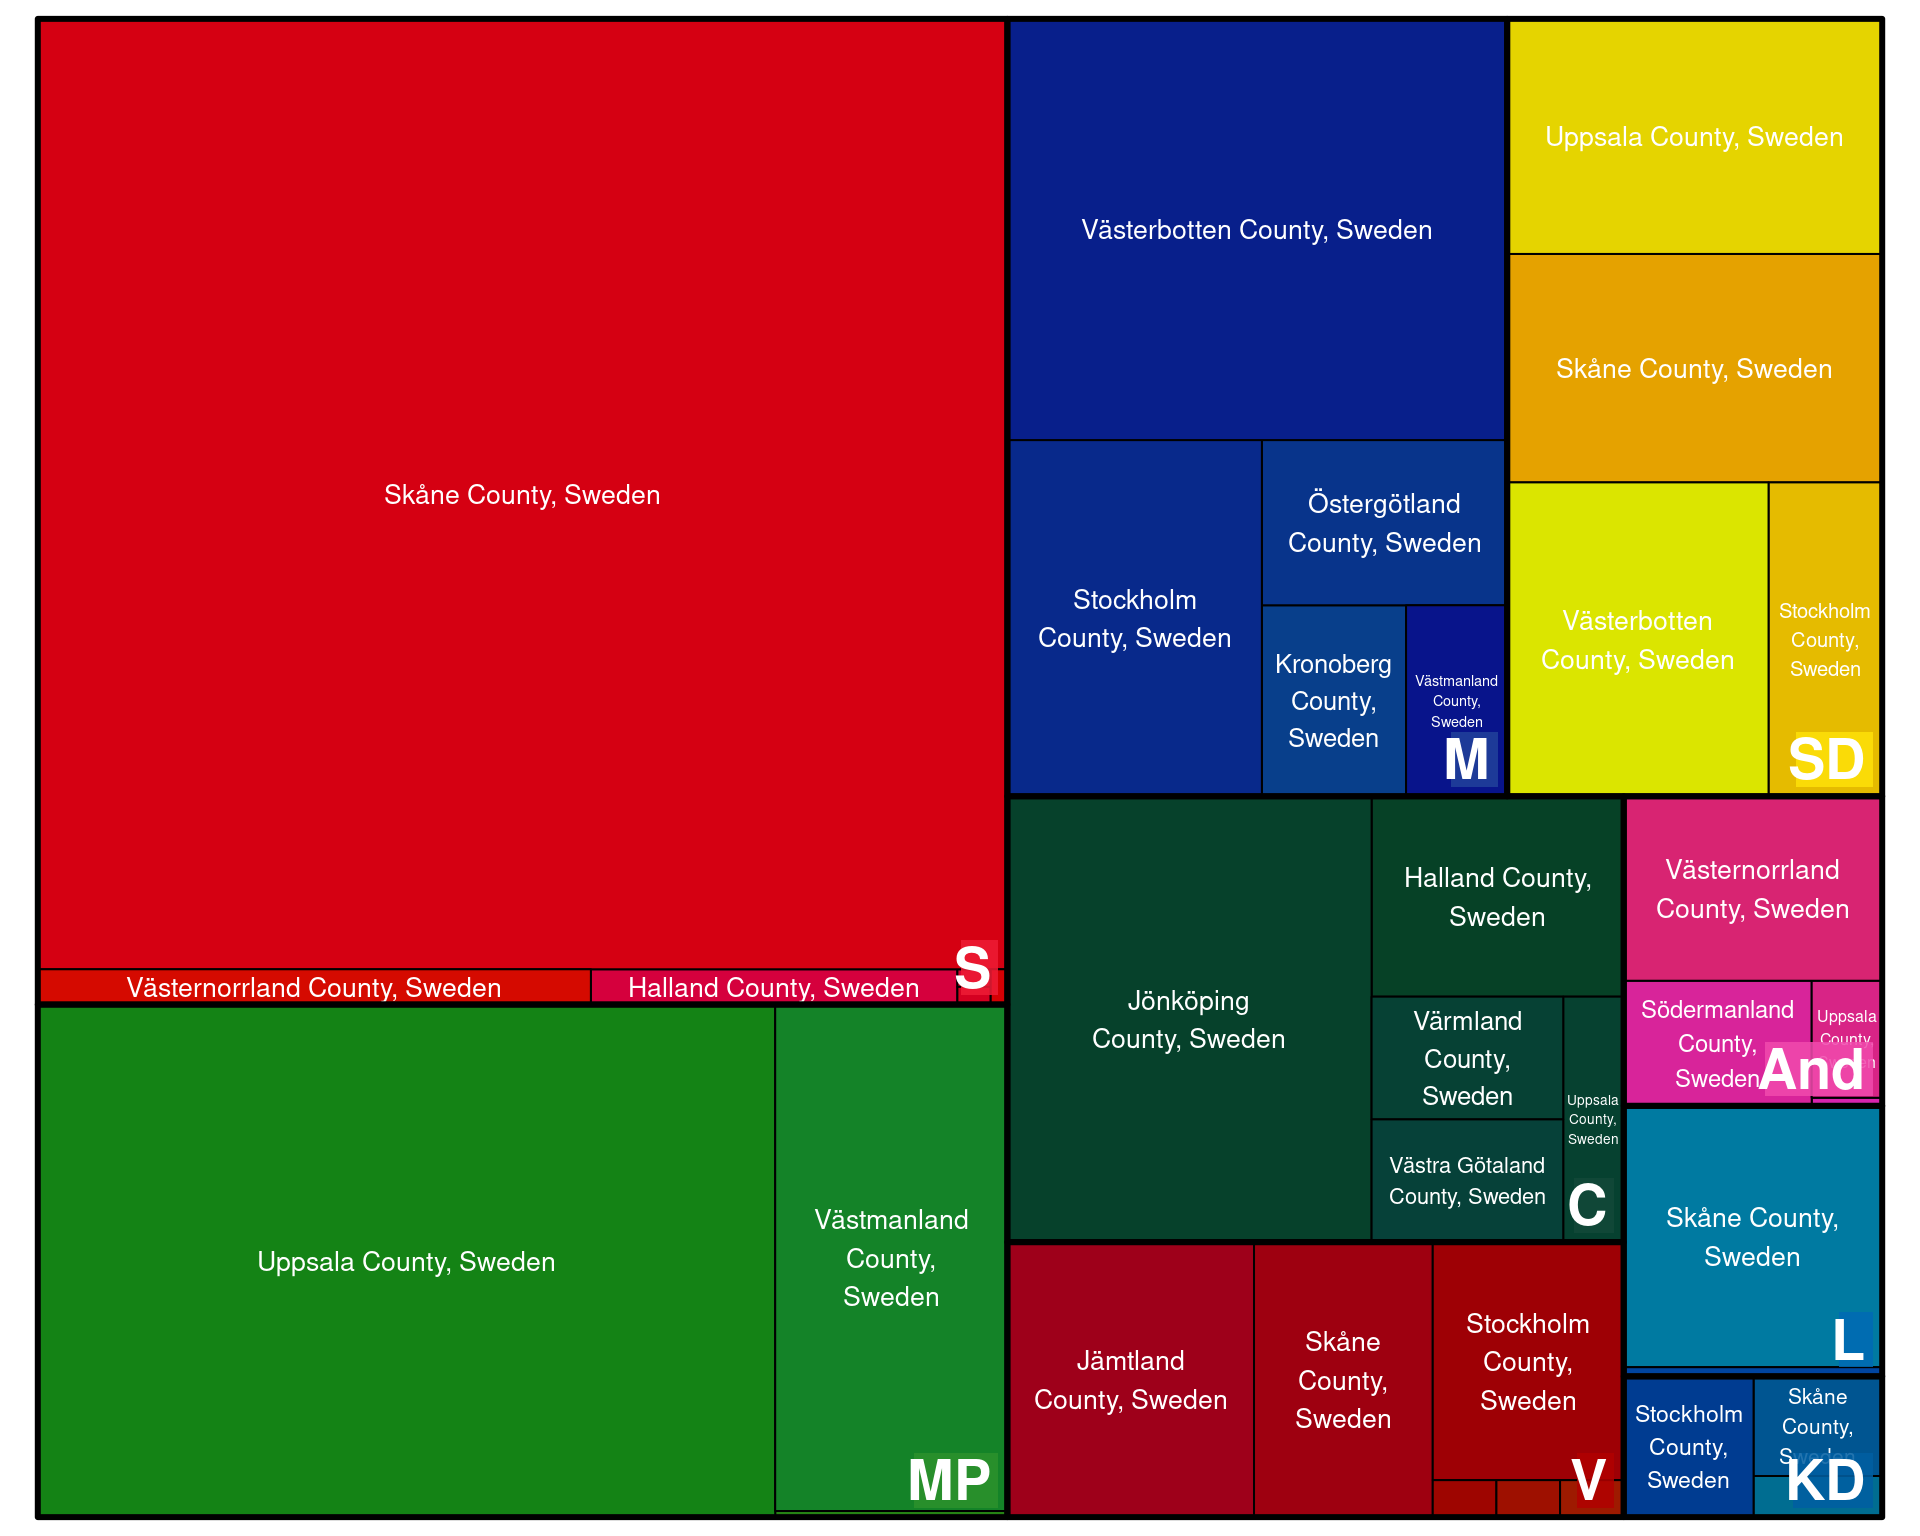 Skåne County, Sweden
Västernorrland County, Sweden
Halland County, Sweden
S
Uppsala County, Sweden
Västmanland
County,
Sweden
MP
Västerbotten County, Sweden
Stockholm
County, Sweden
Östergötland
County, Sweden
Kronoberg
County,
Sweden
Västmanland
County,
Sweden
M
Uppsala County, Sweden
Skåne County, Sweden
Västerbotten
County, Sweden
Stockholm
County,
Sweden
SD
Jönköping
County, Sweden
Halland County,
Sweden
Värmland
County,
Sweden
Västra Götaland
County, Sweden
Uppsala
County,
Sweden
C
Västernorrland
County, Sweden
Södermanland
County,
Sweden
Uppsala
County,
And
Skåne County,
Sweden
L
Jämtland
County, Sweden
Skåne
County,
Sweden
Stockholm
County,
Sweden
V
Stockholm
County,
Sweden
Skåne
County,
Sweden
KD